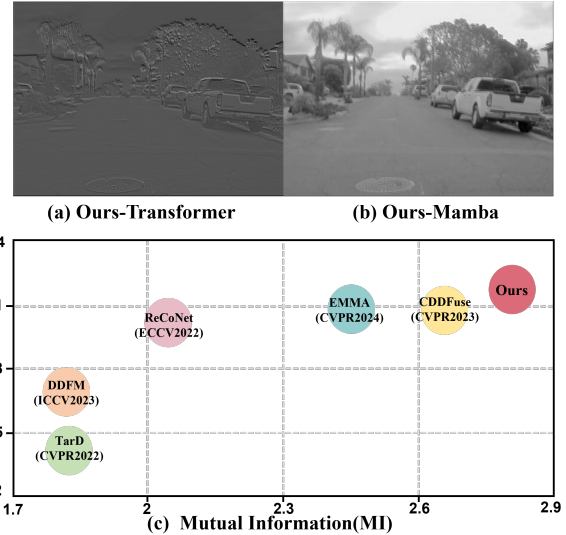 (a) Ours-Transformer
(b) Ours-Mamba
Ours
EMMA
(CVPR2024)
CDDFuse
(CVPR2023)
ReCoNet
(ECCV2022)
DDFM
(ICCV2023)
TarD
(CVPR2022)
1.7 2 2.3 2.6 2.9
(c) Mutual Information(MI)